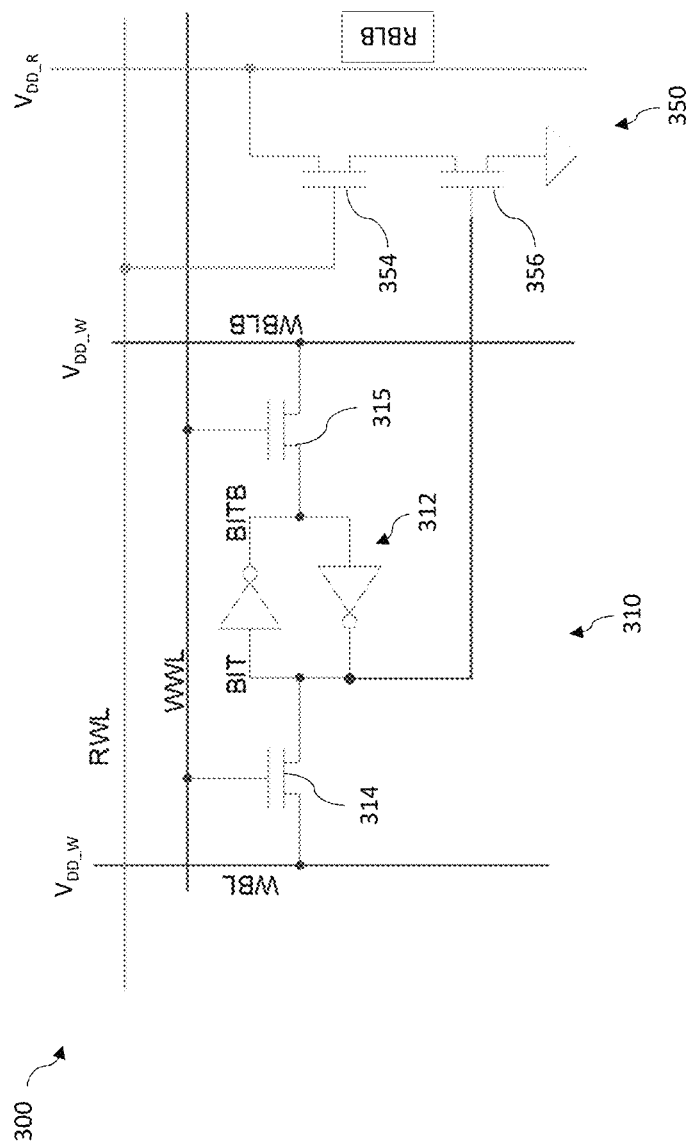 300
RWL
WWL
V_DD_W
WBL
314
BIT
BITB
312
315
V_DD_W
WBLB
310
354
356
350
V_DD_R
RBLB